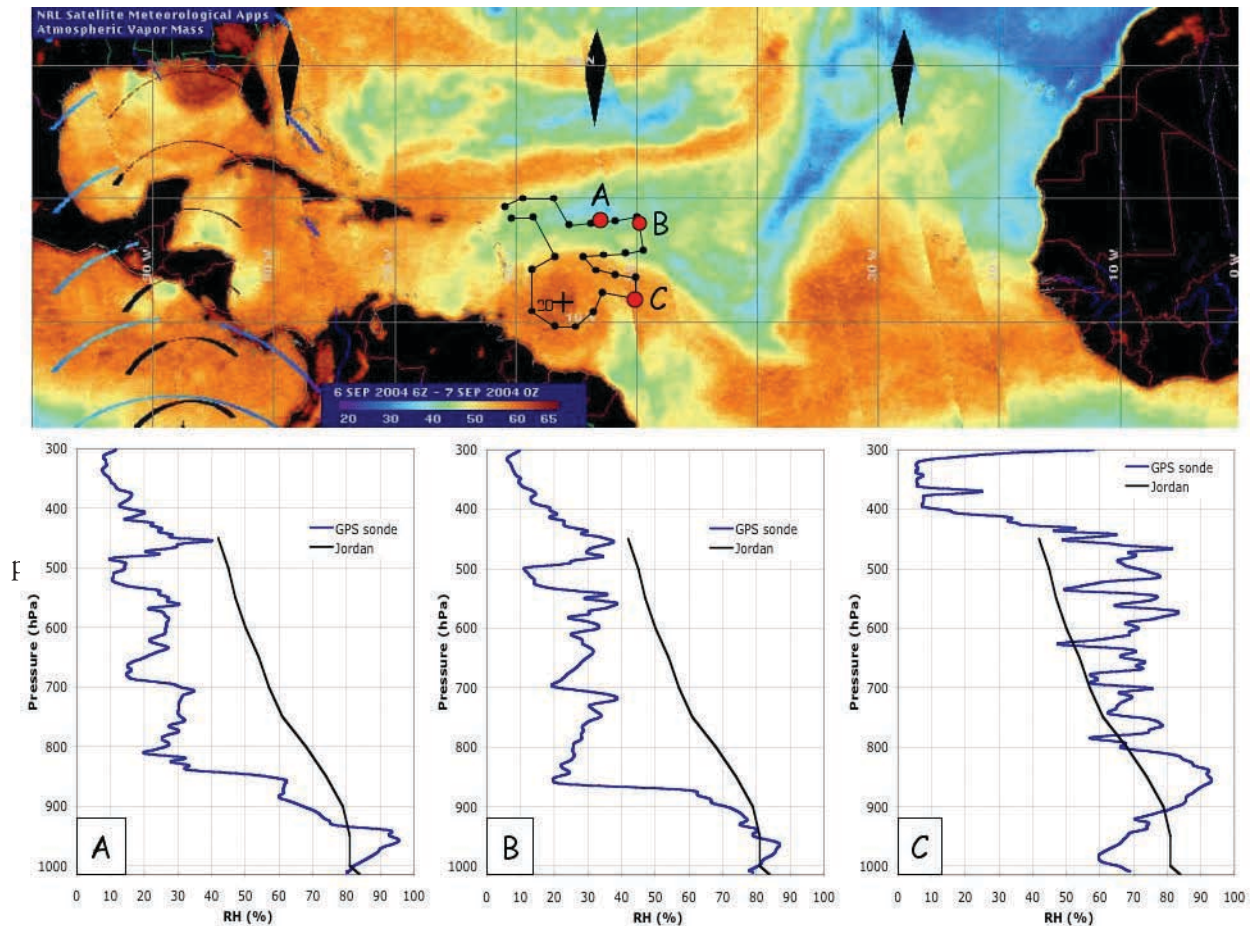 NRL Satellite Meteorological Apps
Atmospheric Vapor Mass
N
A
B
C
30 W
10 W
0 W
6 SEP 2004 6Z - 7 SEP 2004 0Z
20 30 40 50 60 65
300
400
500
600
700
800
900
1000
Pressure (hPa)
GPS sonde
Jordan
A
0 10 20 30 40 50 60 70 80 90 100
RH (%)
300
400
500
600
700
800
900
1000
Pressure (hPa)
GPS sonde
Jordan
B
0 10 20 30 40 50 60 70 80 90 100
RH (%)
300
400
500
600
700
800
900
1000
Pressure (hPa)
GPS sonde
Jordan
C
0 10 20 30 40 50 60 70 80 90 100
RH (%)